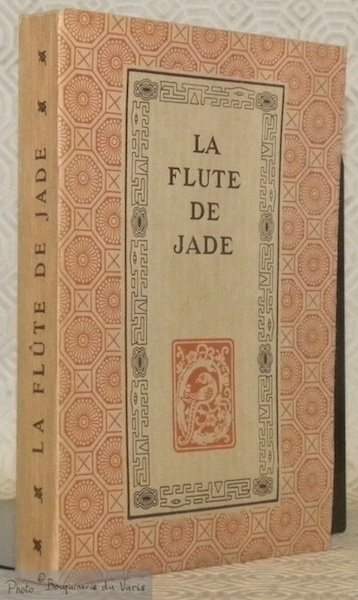 LA
FLUTE
DE
JADE
LA FLÛTE DE JADE
Photo © Bouquinerie du Varis